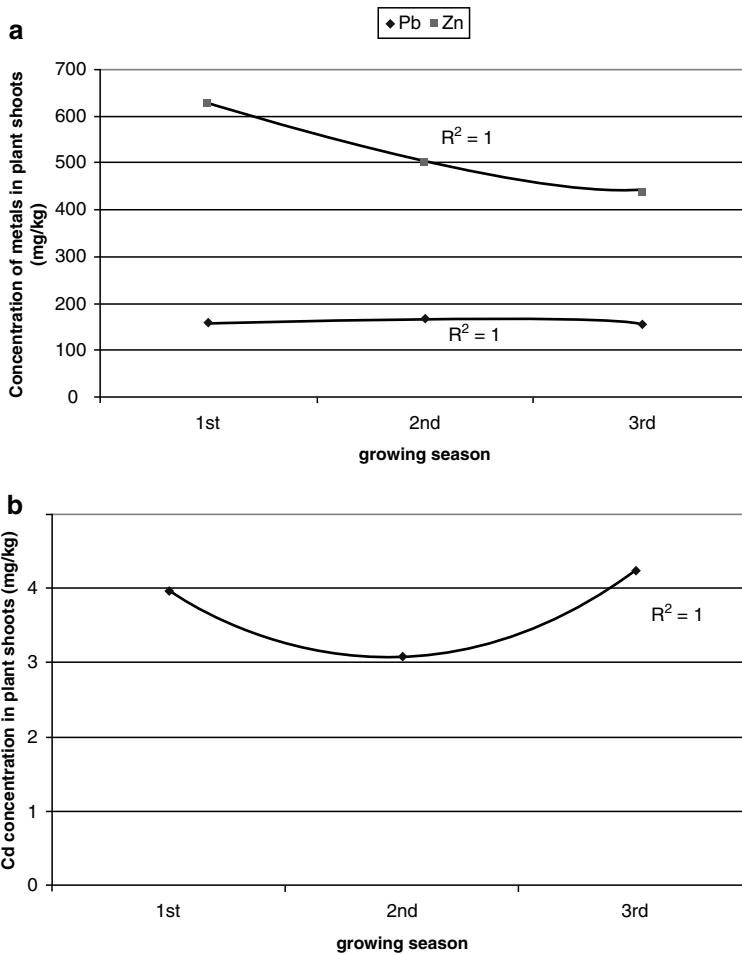 a
Pb Zn
Concentration of metals in plant shoots
(mg/kg)
700
600
500
400
300
200
100
0
R² = 1
R² = 1
1st 2nd 3rd
growing season
b
Cd concentration in plant shoots (mg/kg)
4
3
2
1
0
R² = 1
1st 2nd 3rd
growing season